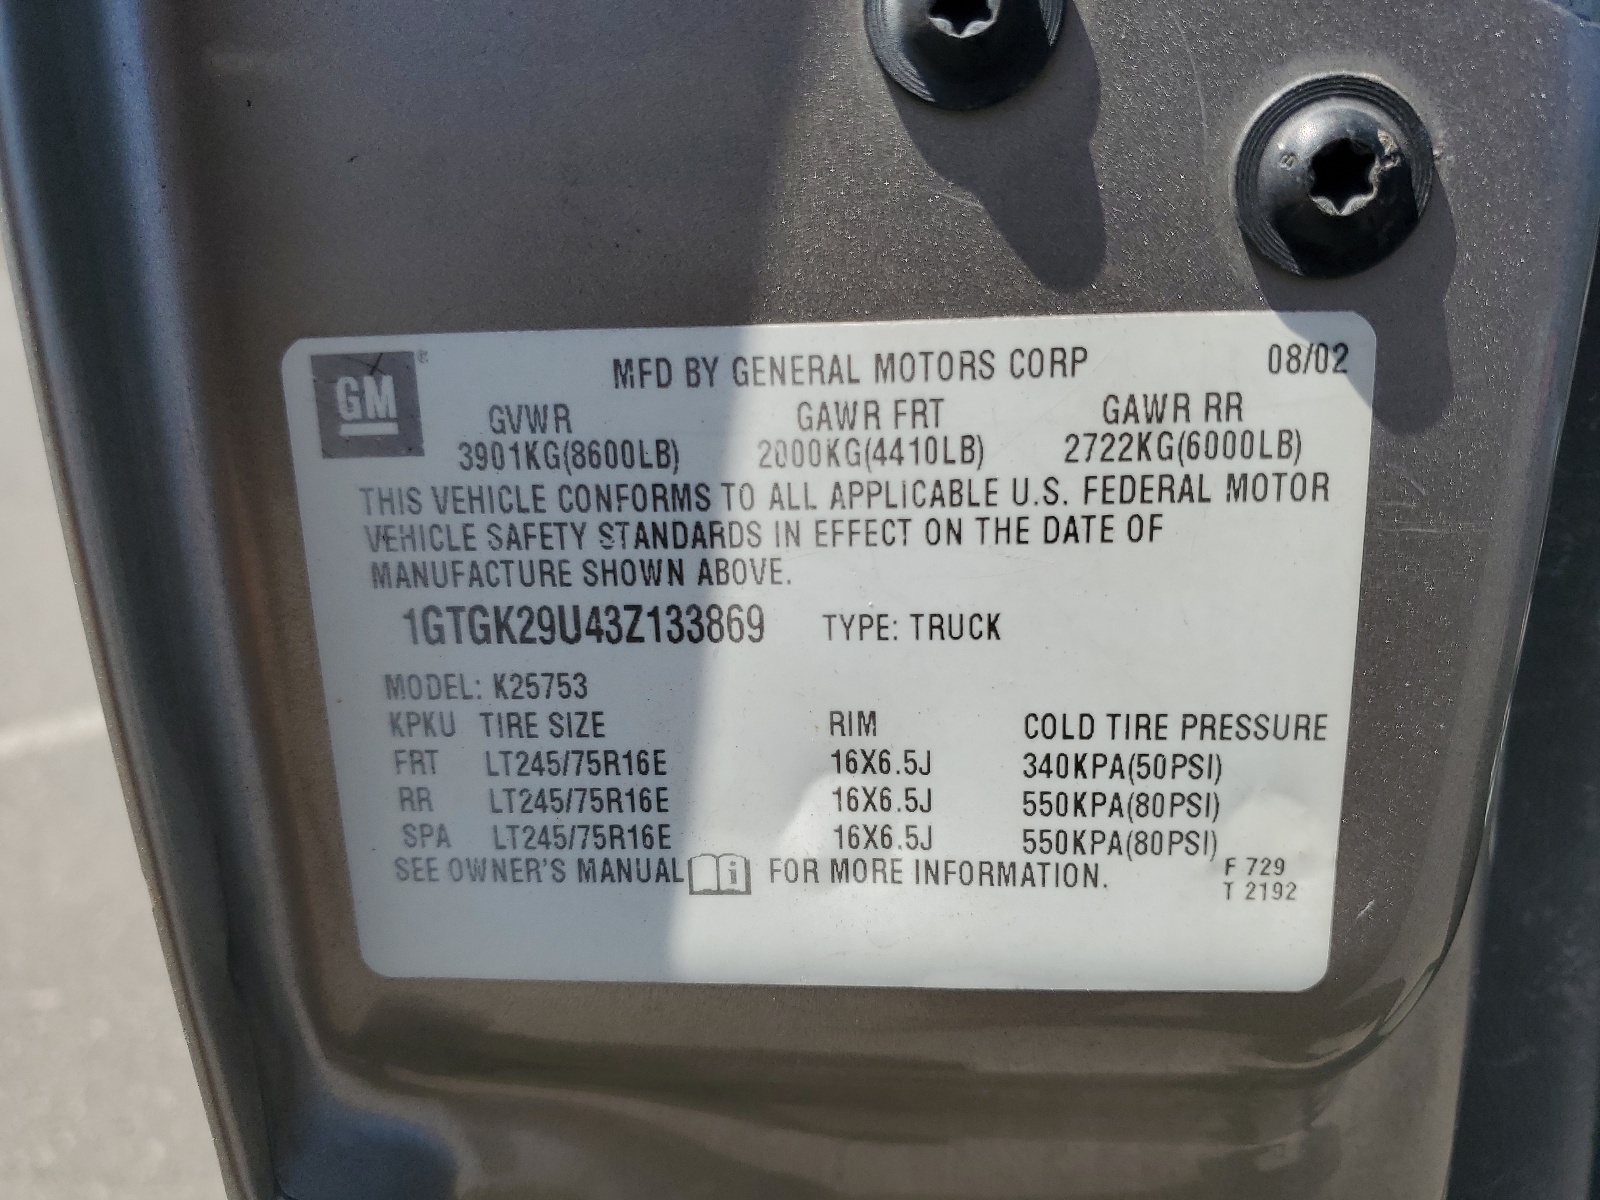 GM ® MFD BY GENERAL MOTORS CORP 08/02
GVWR GAWR FRT GAWR RR
3901KG(8600LB) 2000KG(4410LB) 2722KG(6000LB)
THIS VEHICLE CONFORMS TO ALL APPLICABLE U.S. FEDERAL MOTOR
VEHICLE SAFETY STANDARDS IN EFFECT ON THE DATE OF
MANUFACTURE SHOWN ABOVE.
1GTGK29U43Z133869 TYPE: TRUCK
MODEL: K25753
KPKU TIRE SIZE RIM COLD TIRE PRESSURE
FRT LT245/75R16E 16X6.5J 340KPA(50PSI)
RR LT245/75R16E 16X6.5J 550KPA(80PSI)
SPA LT245/75R16E 16X6.5J 550KPA(80PSI)
SEE OWNER'S MANUAL i FOR MORE INFORMATION.
F 729
T 2192